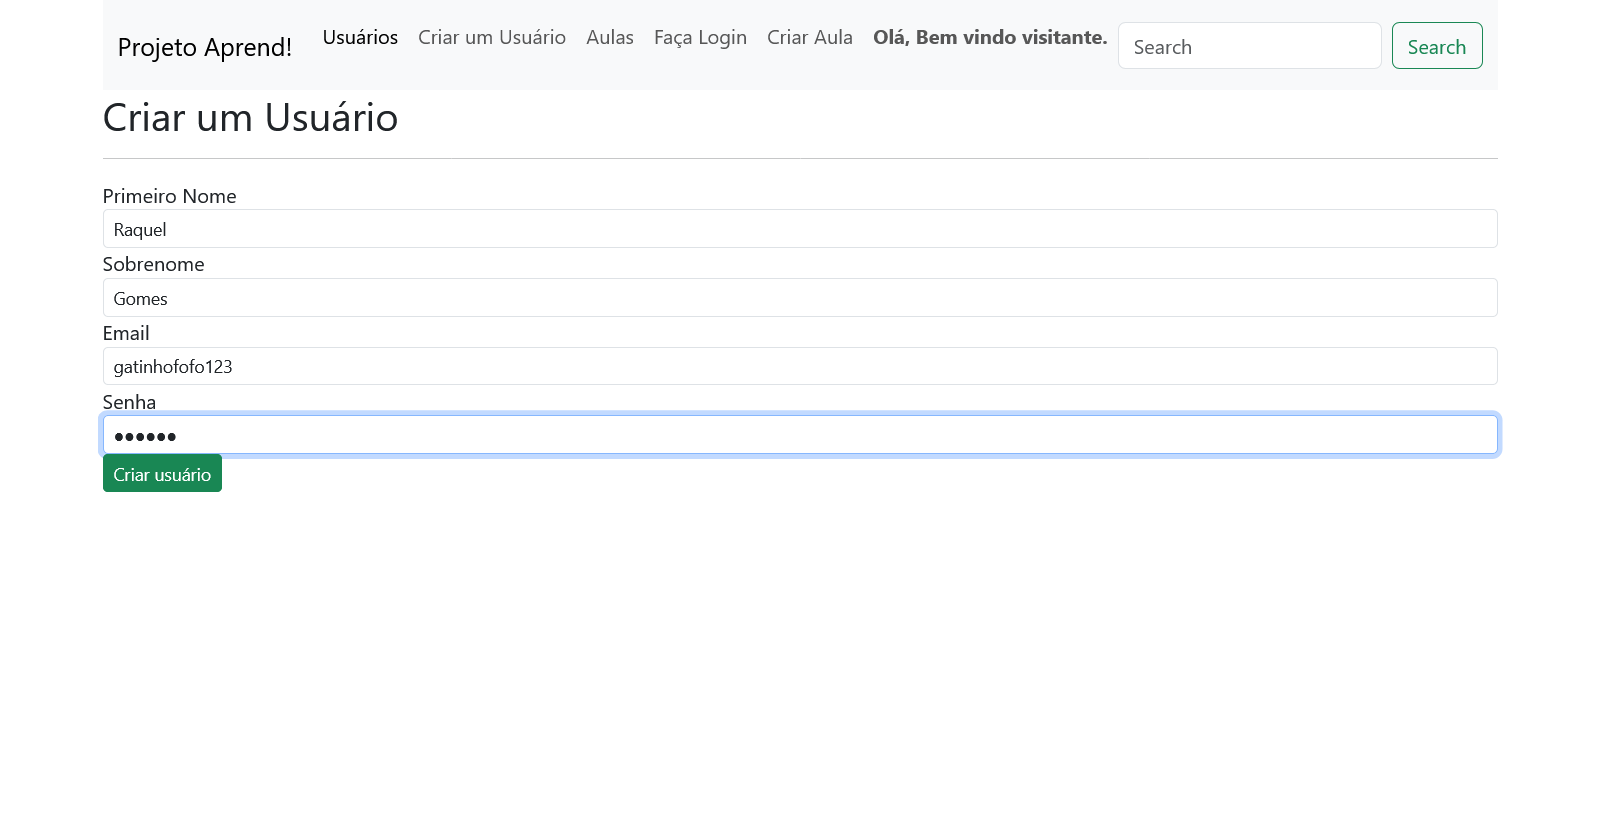 Projeto Aprend! Usuários Criar um Usuário Aulas Faça Login Criar Aula Olá, Bem vindo visitante. Search Search
Criar um Usuário
Primeiro Nome
Raquel
Sobrenome
Gomes
Email
gatinhofofo123
Senha
••••••
Criar usuário